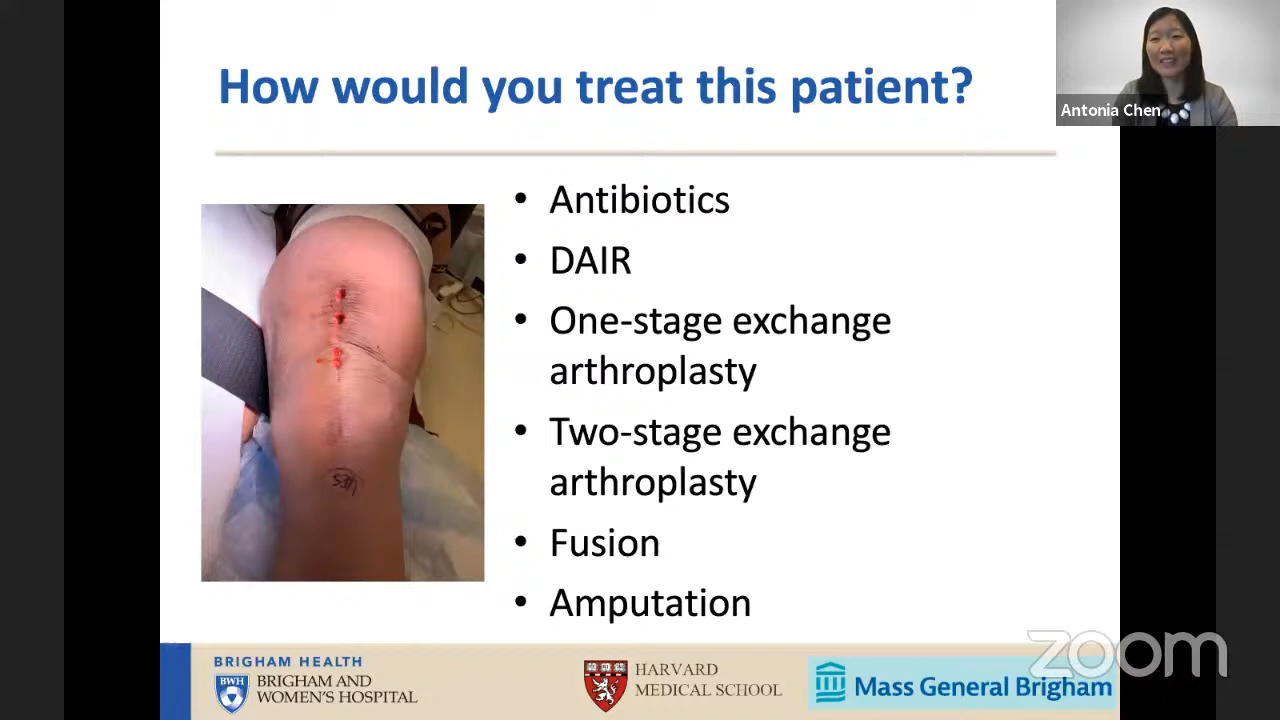 How would you treat this patient?
Antonia Chen
• Antibiotics
• DAIR
• One-stage exchange
arthroplasty
• Two-stage exchange
arthroplasty
• Fusion
• Amputation
YES
BRIGHAM HEALTH
BWH
BRIGHAM AND
WOMEN'S HOSPITAL
HARVARD
MEDICAL SCHOOL
Mass General Brigham
zoom